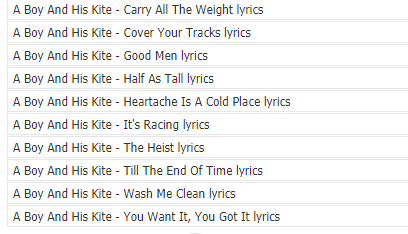 A Boy And His Kite - Carry All The Weight lyrics
A Boy And His Kite - Cover Your Tracks lyrics
A Boy And His Kite - Good Men lyrics
A Boy And His Kite - Half As Tall lyrics
A Boy And His Kite - Heartache Is A Cold Place lyrics
A Boy And His Kite - It's Racing lyrics
A Boy And His Kite - The Heist lyrics
A Boy And His Kite - Till The End Of Time lyrics
A Boy And His Kite - Wash Me Clean lyrics
A Boy And His Kite - You Want It, You Got It lyrics